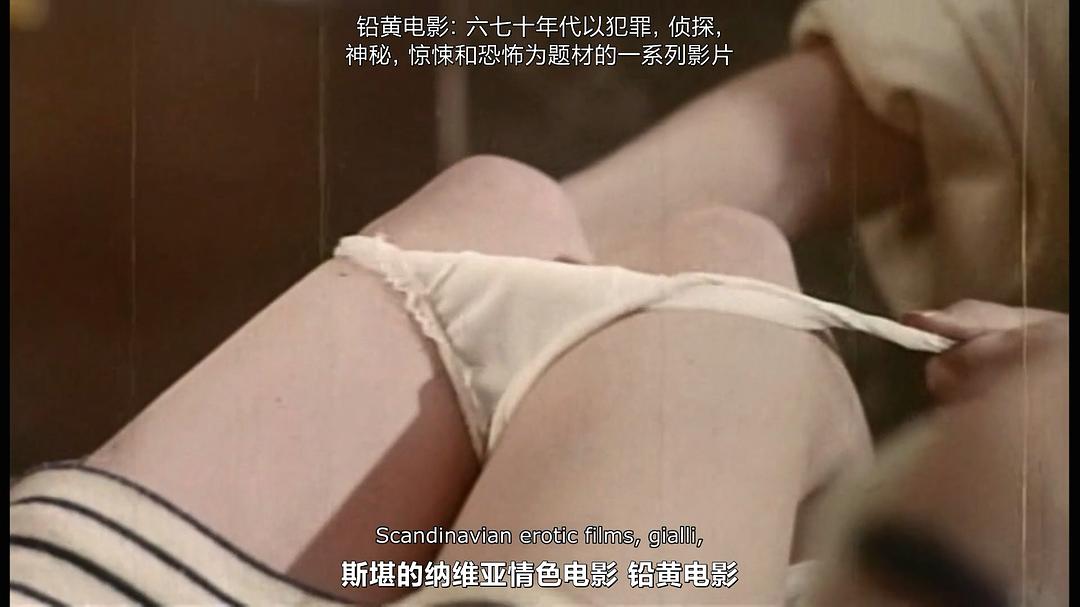 铅黄电影: 六七十年代以犯罪, 侦探,
神秘, 惊悚和恐怖为题材的一系列影片
Scandinavian erotic films, gialli,
斯堪的纳维亚情色电影 铅黄电影